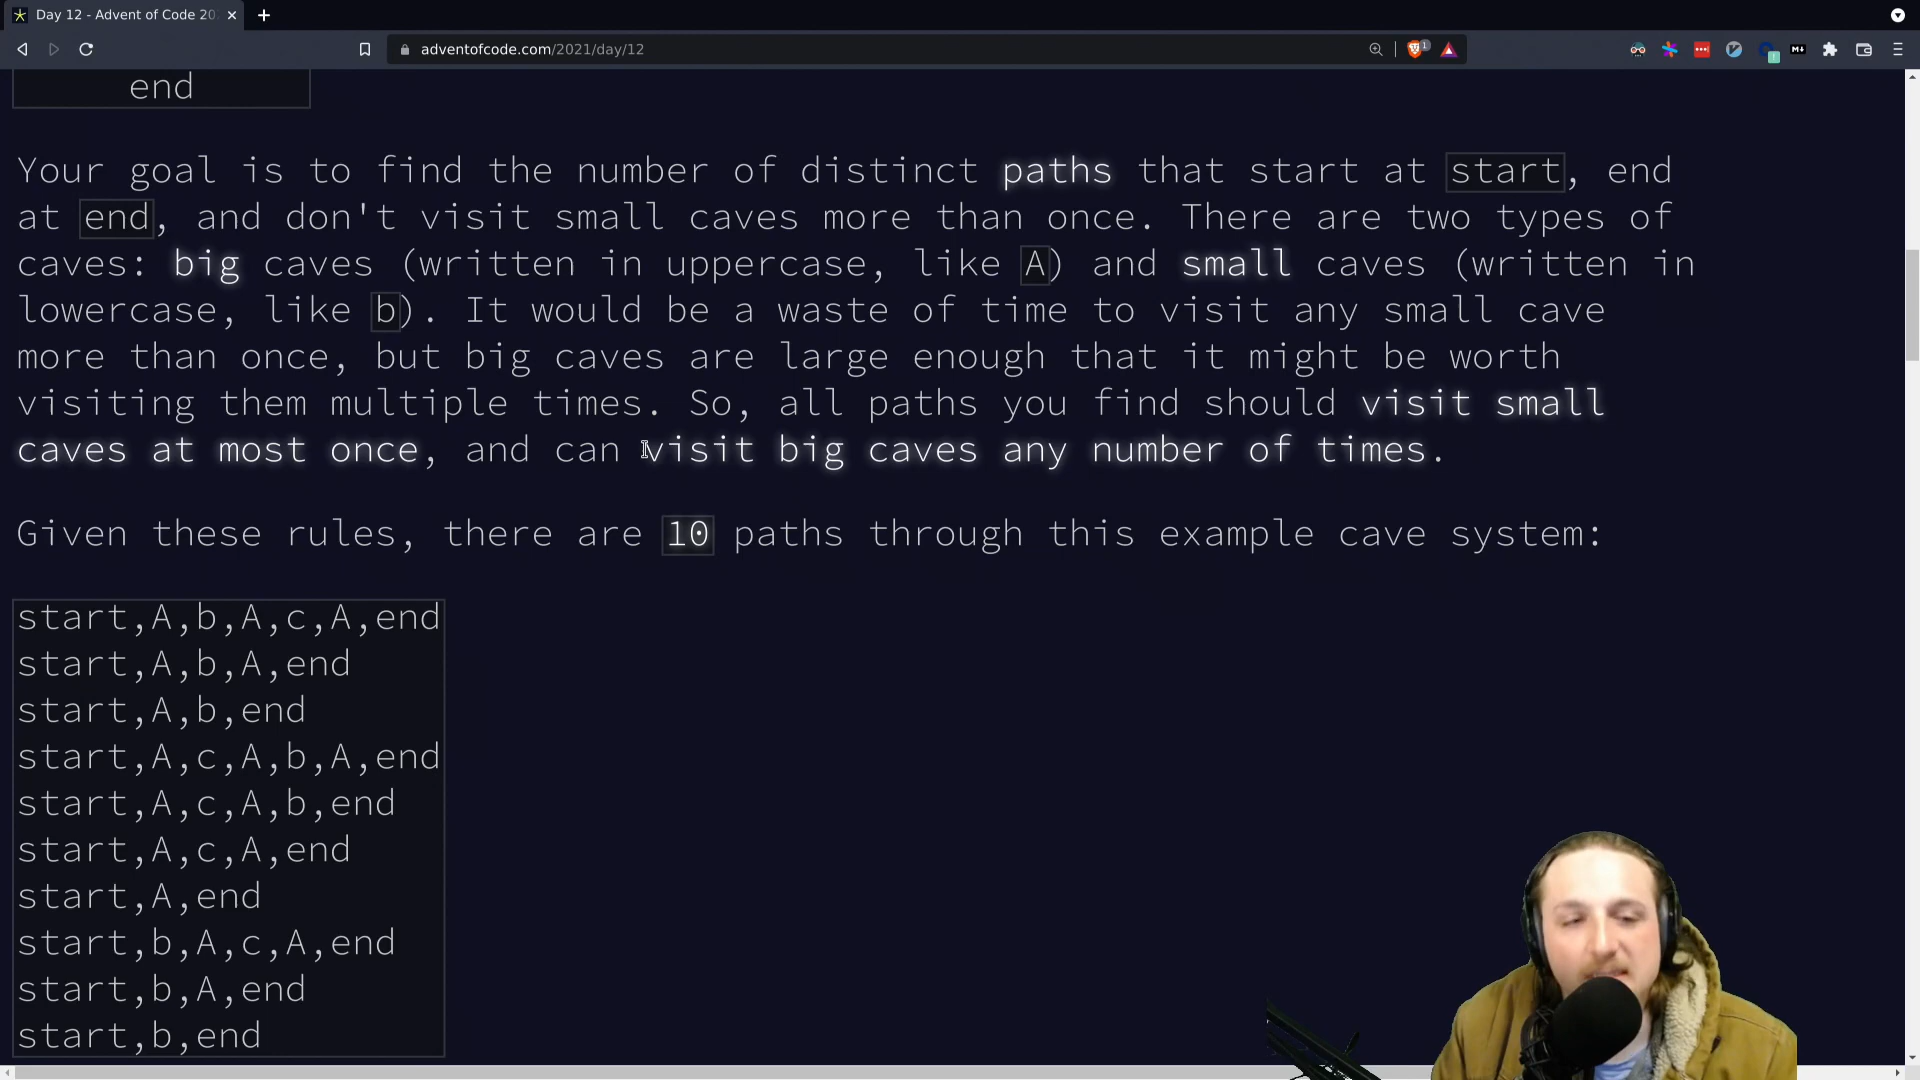 Day 12 - Advent of Code 20
adventofcode.com/2021/day/12
1
end
Your goal is to find the number of distinct paths that start at start, end
at end, and don't visit small caves more than once. There are two types of
caves: big caves (written in uppercase, like A) and small caves (written in
lowercase, like b). It would be a waste of time to visit any small cave
more than once, but big caves are large enough that it might be worth
visiting them multiple times. So, all paths you find should visit small
caves at most once, and can visit big caves any number of times.
Given these rules, there are 10 paths through this example cave system:
start,A,b,A,c,A,end
start,A,b,A,end
start,A,b,end
start,A,c,A,b,A,end
start,A,c,A,b,end
start,A,c,A,end
start,A,end
start,b,A,c,A,end
start,b,A,end
start,b,end